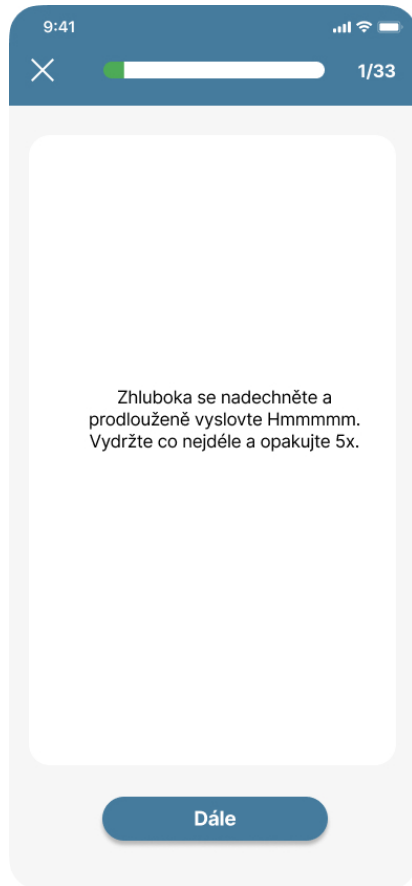 9:41
1/33
Zhluboka se nadechněte a
prodlouženě vyslovte Hmmmmm.
Vydržte co nejdéle a opakujte 5x.
Dále